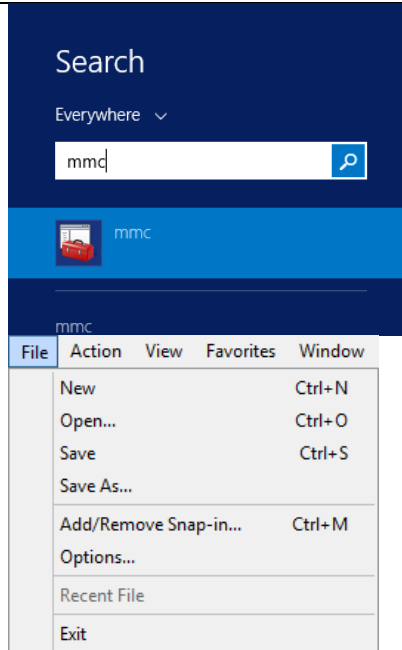 Search
Everywhere
mmc
mmc
mmc
File Action View Favorites Window
New Ctrl+N
Open... Ctrl+O
Save Ctrl+S
Save As...
Add/Remove Snap-in... Ctrl+M
Options...
Recent File
Exit